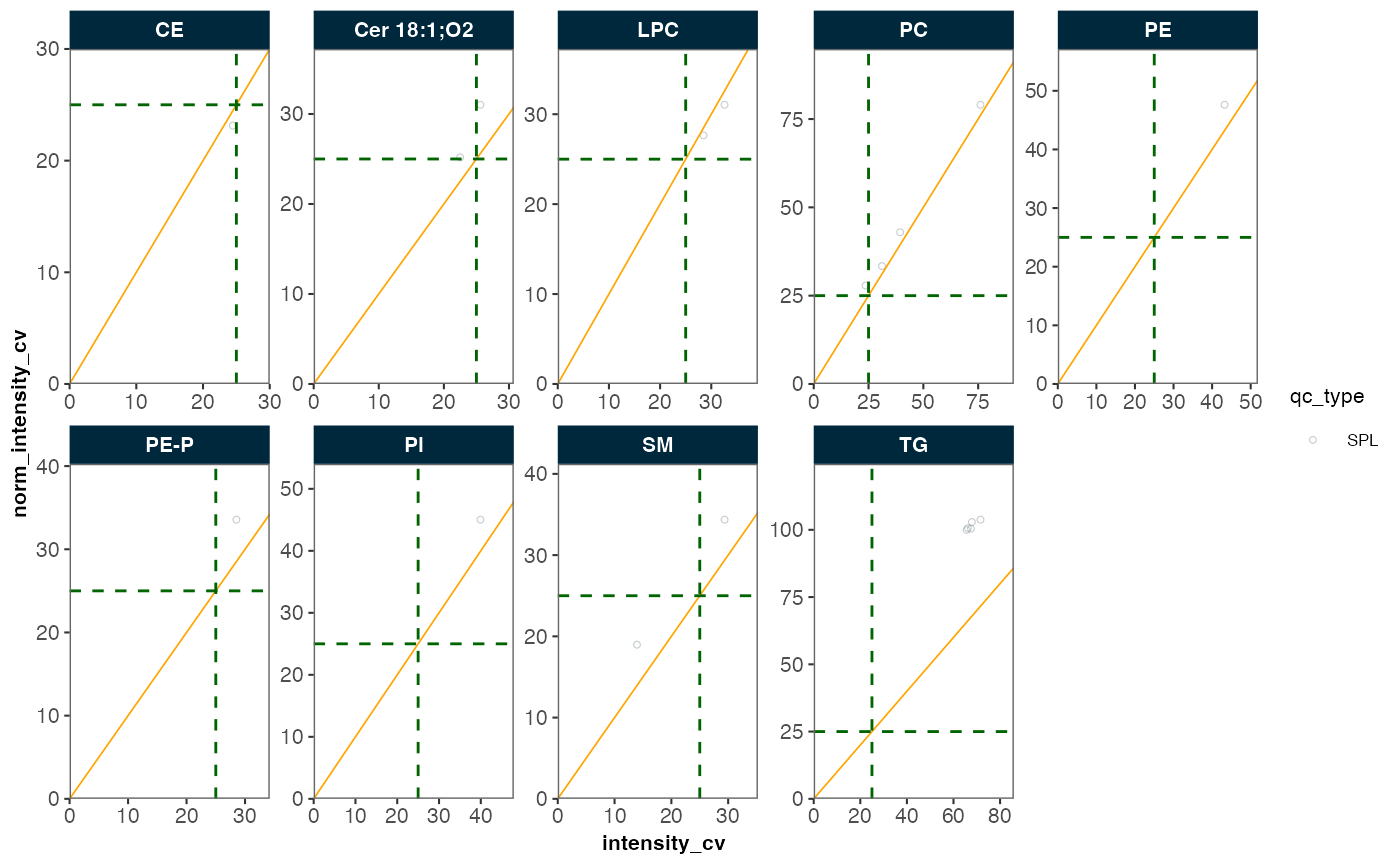 CE Cer 18:1;O2 LPC PC PE
30 20 10 0
0 10 20 30
30 20 10 0
0 10 20 30
30 20 10 0
0 10 20 30
75 50 25 0
0 25 50 75
50 40 30 20 10 0
0 10 20 30 40 50
PE-P PI SM TG
40 30 20 10 0
0 10 20 30
50 40 30 20 10 0
0 10 20 30 40
40 30 20 10 0
0 10 20 30
100 75 50 25 0
0 20 40 60 80
norm_intensity_cv
intensity_cv
qc_type
SPL